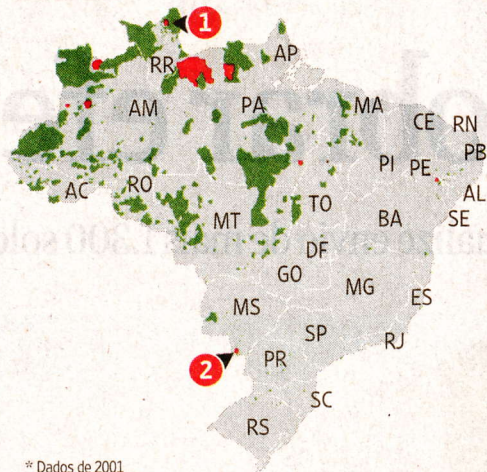 1
RR
AP
AM
PA
MA
CE
RN
PB
PI
PE
AC
RO
AL
TO
SE
MT
BA
DF
GO
MG
MS
ES
SP
RJ
2
PR
SC
RS
* Dados de 2001